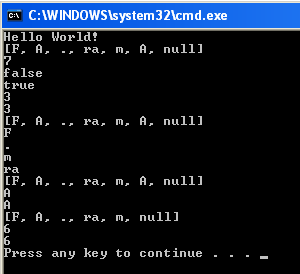 C:\WINDOWS\system32\cmd.exe
Hello World!
[F, A, ., ra, m, A, null]
7
false
true
3
3
[F, A, ., ra, m, A, null]
F
.
m
ra
[F, A, ., ra, m, A, null]
A
A
[F, A, ., ra, m, null]
6
6
Press any key to continue . . . _